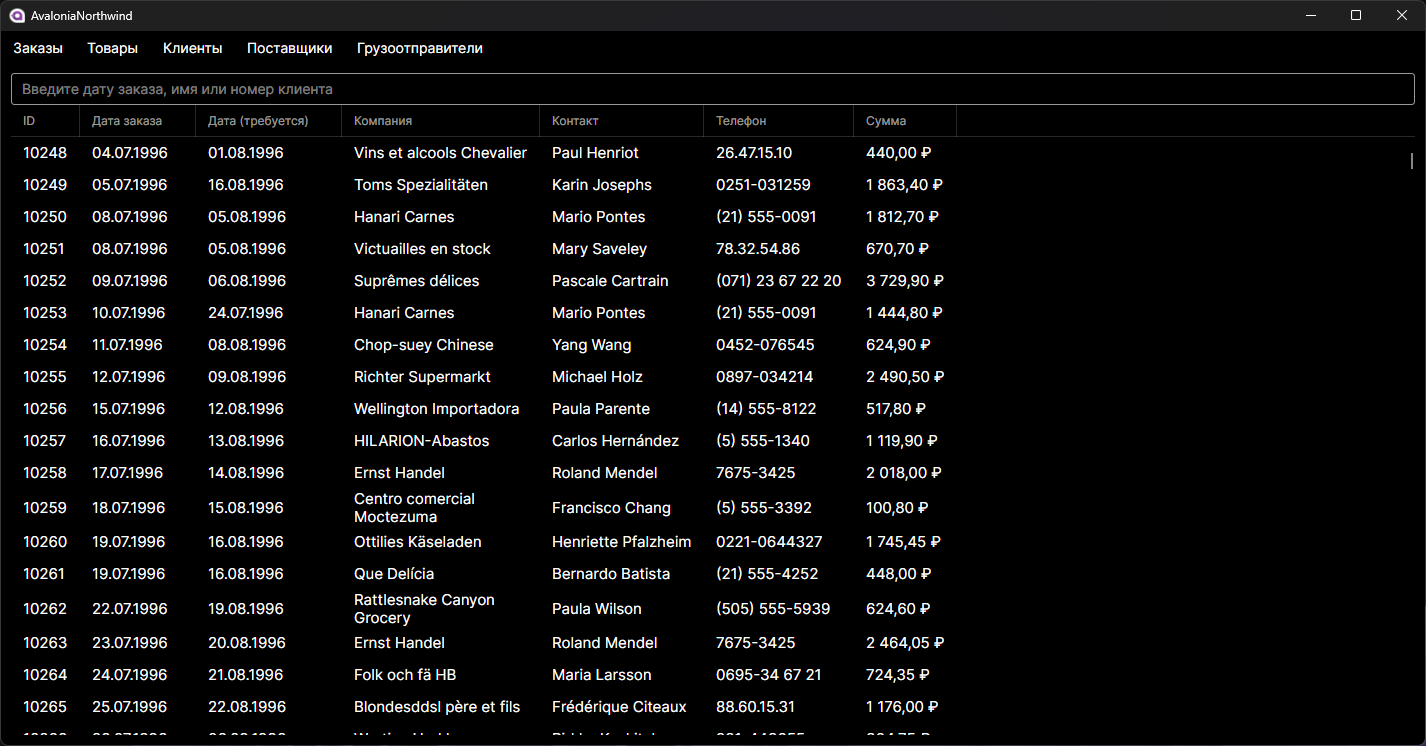 AvaloniaNorthwind
Заказы Товары Клиенты Поставщики Грузоотправители
Введите дату заказа, имя или номер клиента
ID Дата заказа Дата (требуется) Компания Контакт Телефон Сумма
10248 04.07.1996 01.08.1996 Vins et alcools Chevalier Paul Henriot 26.47.15.10 440,00 ₽
10249 05.07.1996 16.08.1996 Toms Spezialitäten Karin Josephs 0251-031259 1 863,40 ₽
10250 08.07.1996 05.08.1996 Hanari Carnes Mario Pontes (21) 555-0091 1 812,70 ₽
10251 08.07.1996 05.08.1996 Victuailles en stock Mary Saveley 78.32.54.86 670,70 ₽
10252 09.07.1996 06.08.1996 Suprêmes délices Pascale Cartrain (071) 23 67 22 20 3 729,90 ₽
10253 10.07.1996 24.07.1996 Hanari Carnes Mario Pontes (21) 555-0091 1 444,80 ₽
10254 11.07.1996 08.08.1996 Chop-suey Chinese Yang Wang 0452-076545 624,90 ₽
10255 12.07.1996 09.08.1996 Richter Supermarkt Michael Holz 0897-034214 2 490,50 ₽
10256 15.07.1996 12.08.1996 Wellington Importadora Paula Parente (14) 555-8122 517,80 ₽
10257 16.07.1996 13.08.1996 HILARION-Abastos Carlos Hernández (5) 555-1340 1 119,90 ₽
10258 17.07.1996 14.08.1996 Ernst Handel Roland Mendel 7675-3425 2 018,00 ₽
10259 18.07.1996 15.08.1996 Centro comercial Moctezuma Francisco Chang (5) 555-3392 100,80 ₽
10260 19.07.1996 16.08.1996 Ottilies Käseladen Henriette Pfalzheim 0221-0644327 1 745,45 ₽
10261 19.07.1996 16.08.1996 Que Delícia Bernardo Batista (21) 555-4252 448,00 ₽
10262 22.07.1996 19.08.1996 Rattlesnake Canyon Grocery Paula Wilson (505) 555-5939 624,60 ₽
10263 23.07.1996 20.08.1996 Ernst Handel Roland Mendel 7675-3425 2 464,05 ₽
10264 24.07.1996 21.08.1996 Folk och fä HB Maria Larsson 0695-34 67 21 724,35 ₽
10265 25.07.1996 22.08.1996 Blondesddsl père et fils Frédérique Citeaux 88.60.15.31 1 176,00 ₽